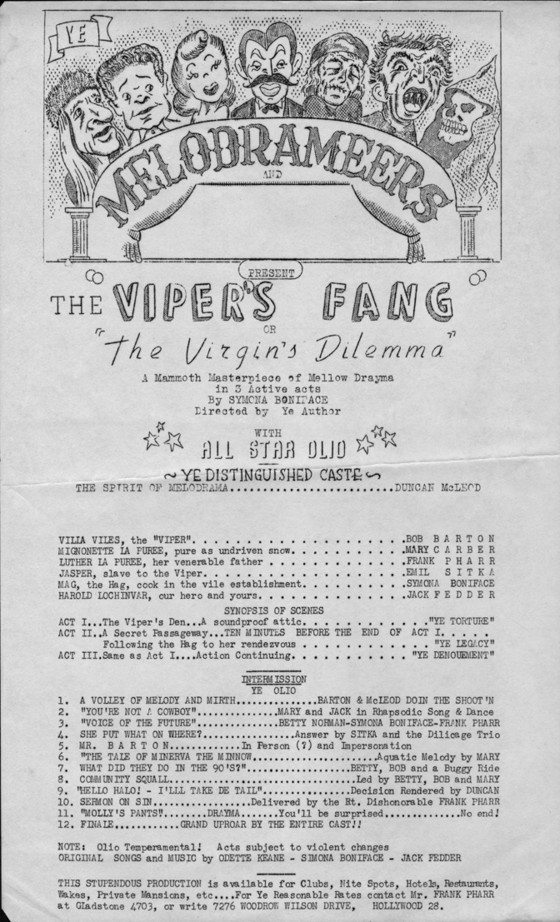 YE
MELODRAMEERS
AND
PRESENT
THE VIPER'S FANG
OR
"The Virgin's Dilemma"
A Mammoth Masterpiece of Mellow Drayma
in 3 Active acts
By SYMONA BONIFACE
Directed by Ye Author
WITH
ALL STAR OLIO
~ YE DISTINGUISHED CASTE ~
THE SPIRIT OF MELODRAMA........................DUNCAN McLEOD
VILIA VILES, the "VIPER". . . . . . . . . . . . . . . . . .BOB BARTON
MIGNONETTE LA PUREE, pure as undriven snow. . . . . . . . . .MARY CARBER
LUTHER LA PUREE, her venerable father . . . . . . . . . . . .FRANK PHARR
JASPER, slave to the Viper. . . . . . . . . . . . . . . . . .EMIL SITKA
MAG, the Hag, cook in the vile establishment. . . . . . . . .SYMONA BONIFACE
HAROLD LOCHINVAR, our hero and yours. . . . . . . . . . . . .JACK FEDDER
SYNOPSIS OF SCENES
ACT I...The Viper's Den...A soundproof attic. . . . . . . . . . . ."YE TORTURE"
ACT II..A Secret Passageway...TEN MINUTES BEFORE THE END OF ACT I. . . . .
Following the Hag to her rendezvous . . . . . . . . . . . "YE LEGACY"
ACT III.Same as Act I....Action Continuing. . . . . . . . . . "YE DENOUEMENT"
INTERMISSION
YE OLIO
1. A VOLLEY OF MELODY AND MIRTH...............BARTON & McLEOD DOIN THE SHOOT'N
2. "YOU'RE NOT A COWBOY"..............MARY and JACK in Rhapsodic Song & Dance
3. "VOICE OF THE FUTURE"..............BETTY NORMAN-SYMONA BONIFACE-FRANK PHARR
4. SHE PUT WHAT ON WHERE?................Answer by SITKA and the Dilicage Trio
5. MR. BARTON............In Person (?) and Impersonation
6. "THE TALE OF MINERVA THE MINNOW......................Aquatic Melody by MARY
7. WHAT DID THEY DO IN THE 90'S?"...................BETTY, BOB and a Buggy Ride
8. COMMUNITY SQUALL..............................Led by BETTY, BOB and MARY
9. "HELLO HALO! - I'LLL TAKE DE TAIL"...............Decision Rendered by DUNCAN
10. SERMON ON SIN................Delivered by the Rt. Dishonorable FRANK PHARR
11. "MOLLY'S PANTS".......DRAYMA......You'll be surprised.............No end!
12. FINALE...........GRAND UPROAR BY THE ENTIRE CAST!!
NOTE: Olio Temperamental! Acts subject to violent changes
ORIGINAL SONGS and MUSIC by ODETTE KEANE - SIMONA BONIFACE - JACK FEDDER
THIS STUPENDOUS PRODUCTION is available for Clubs, Nite Spots, Hotels, Restaurants,
Wakes, Private Mansions, etc....For Ye Reasonable Rates contact Mr. FRANK PHARR
at Gladstone 4703, or write 7276 WOODROW WILSON DRIVE, HOLLYWOOD 28.